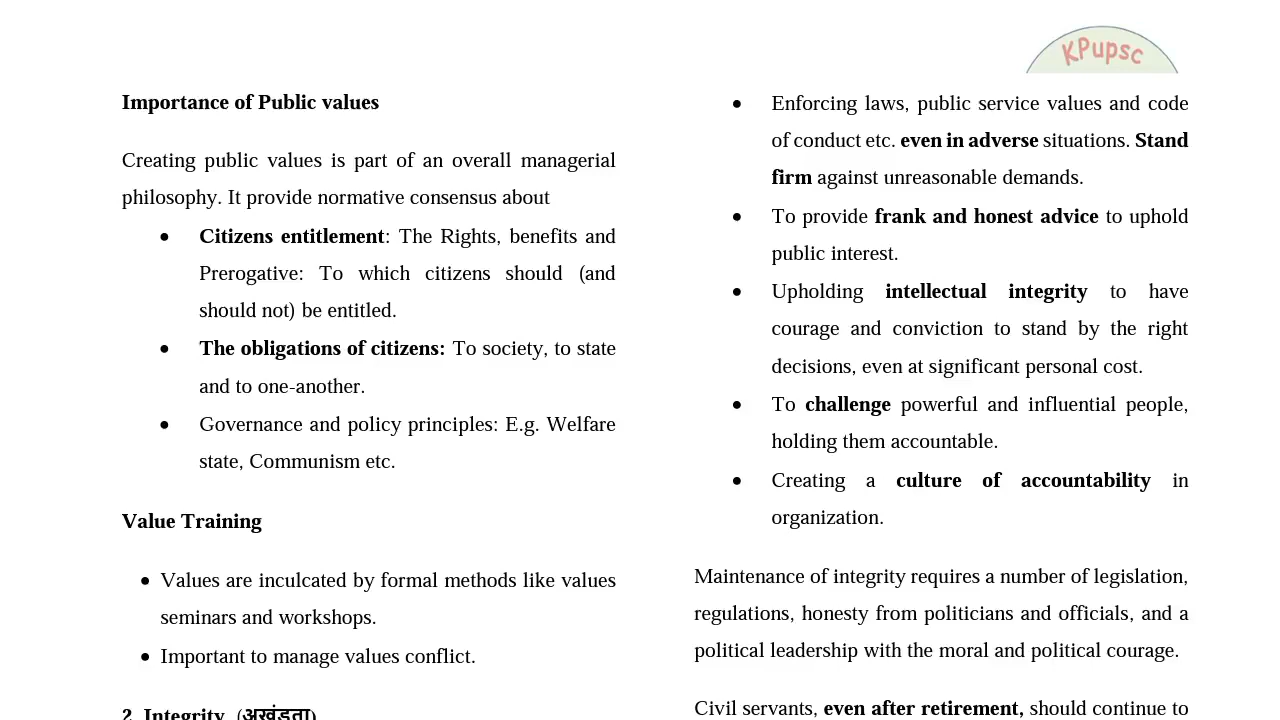 KPupsc
Importance of Public values
Creating public values is part of an overall managerial
philosophy. It provide normative consensus about
• Citizens entitlement: The Rights, benefits and
Prerogative: To which citizens should (and
should not) be entitled.
• The obligations of citizens: To society, to state
and to one-another.
• Governance and policy principles: E.g. Welfare
state, Communism etc.
Value Training
• Values are inculcated by formal methods like values
seminars and workshops.
• Important to manage values conflict.
2. Integrity (अखंडता)
• Enforcing laws, public service values and code
of conduct etc. even in adverse situations. Stand
firm against unreasonable demands.
• To provide frank and honest advice to uphold
public interest.
• Upholding intellectual integrity to have
courage and conviction to stand by the right
decisions, even at significant personal cost.
• To challenge powerful and influential people,
holding them accountable.
• Creating a culture of accountability in
organization.
Maintenance of integrity requires a number of legislation,
regulations, honesty from politicians and officials, and a
political leadership with the moral and political courage.
Civil servants, even after retirement, should continue to